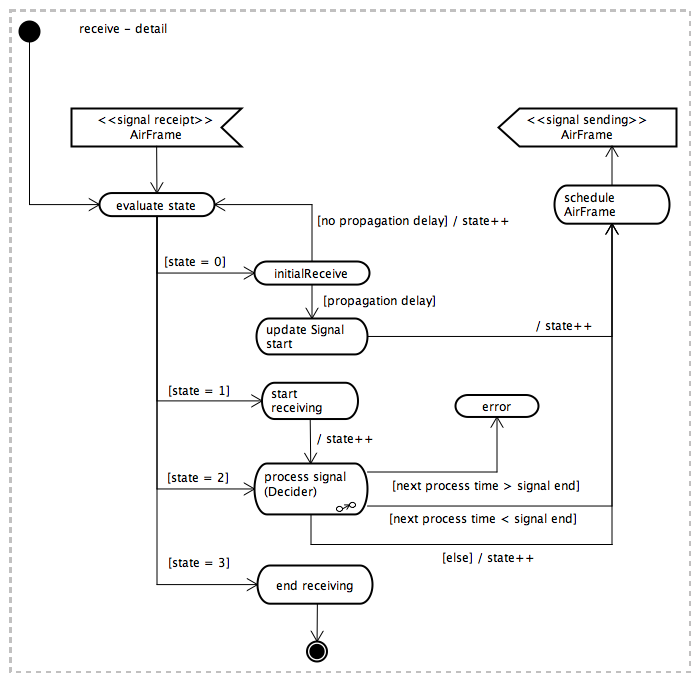 receive – detail
<<signal receipt>>
AirFrame
<<signal sending>>
AirFrame
evaluate state
schedule
AirFrame
[no propagation delay] / state++
[state = 0]
initialReceive
[propagation delay]
update Signal
start
/ state++
[state = 1]
start
receiving
error
/ state++
[state = 2]
process signal
(Decider)
[next process time > signal end]
[next process time < signal end]
[else] / state++
[state = 3]
end receiving